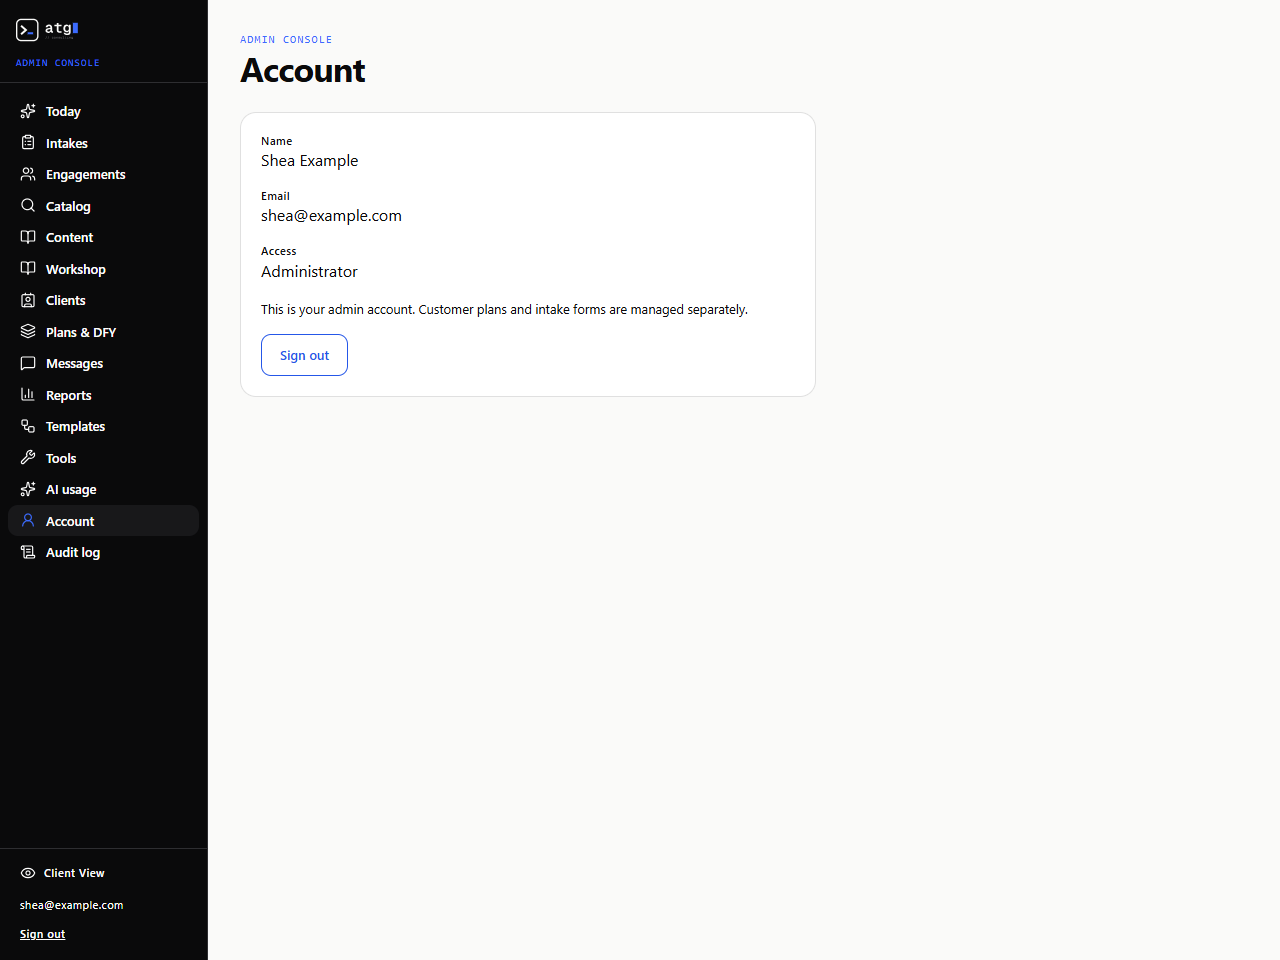 atg
ADMIN CONSOLE
Today
Intakes
Engagements
Catalog
Content
Workshop
Clients
Plans & DFY
Messages
Reports
Templates
Tools
AI usage
Account
Audit log
Client View
shea@example.com
Sign out
ADMIN CONSOLE
Account
Name
Shea Example
Email
shea@example.com
Access
Administrator
This is your admin account. Customer plans and intake forms are managed separately.
Sign out